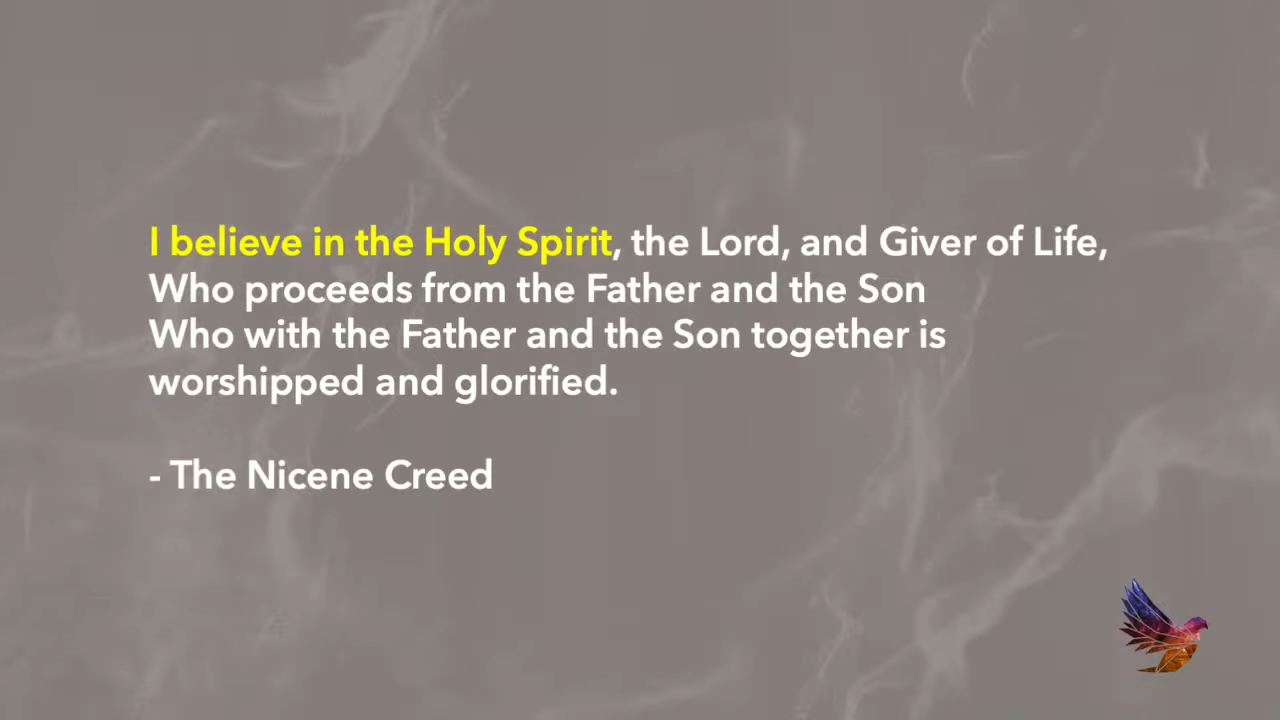 I believe in the Holy Spirit, the Lord, and Giver of Life,
Who proceeds from the Father and the Son
Who with the Father and the Son together is
worshipped and glorified.
- The Nicene Creed